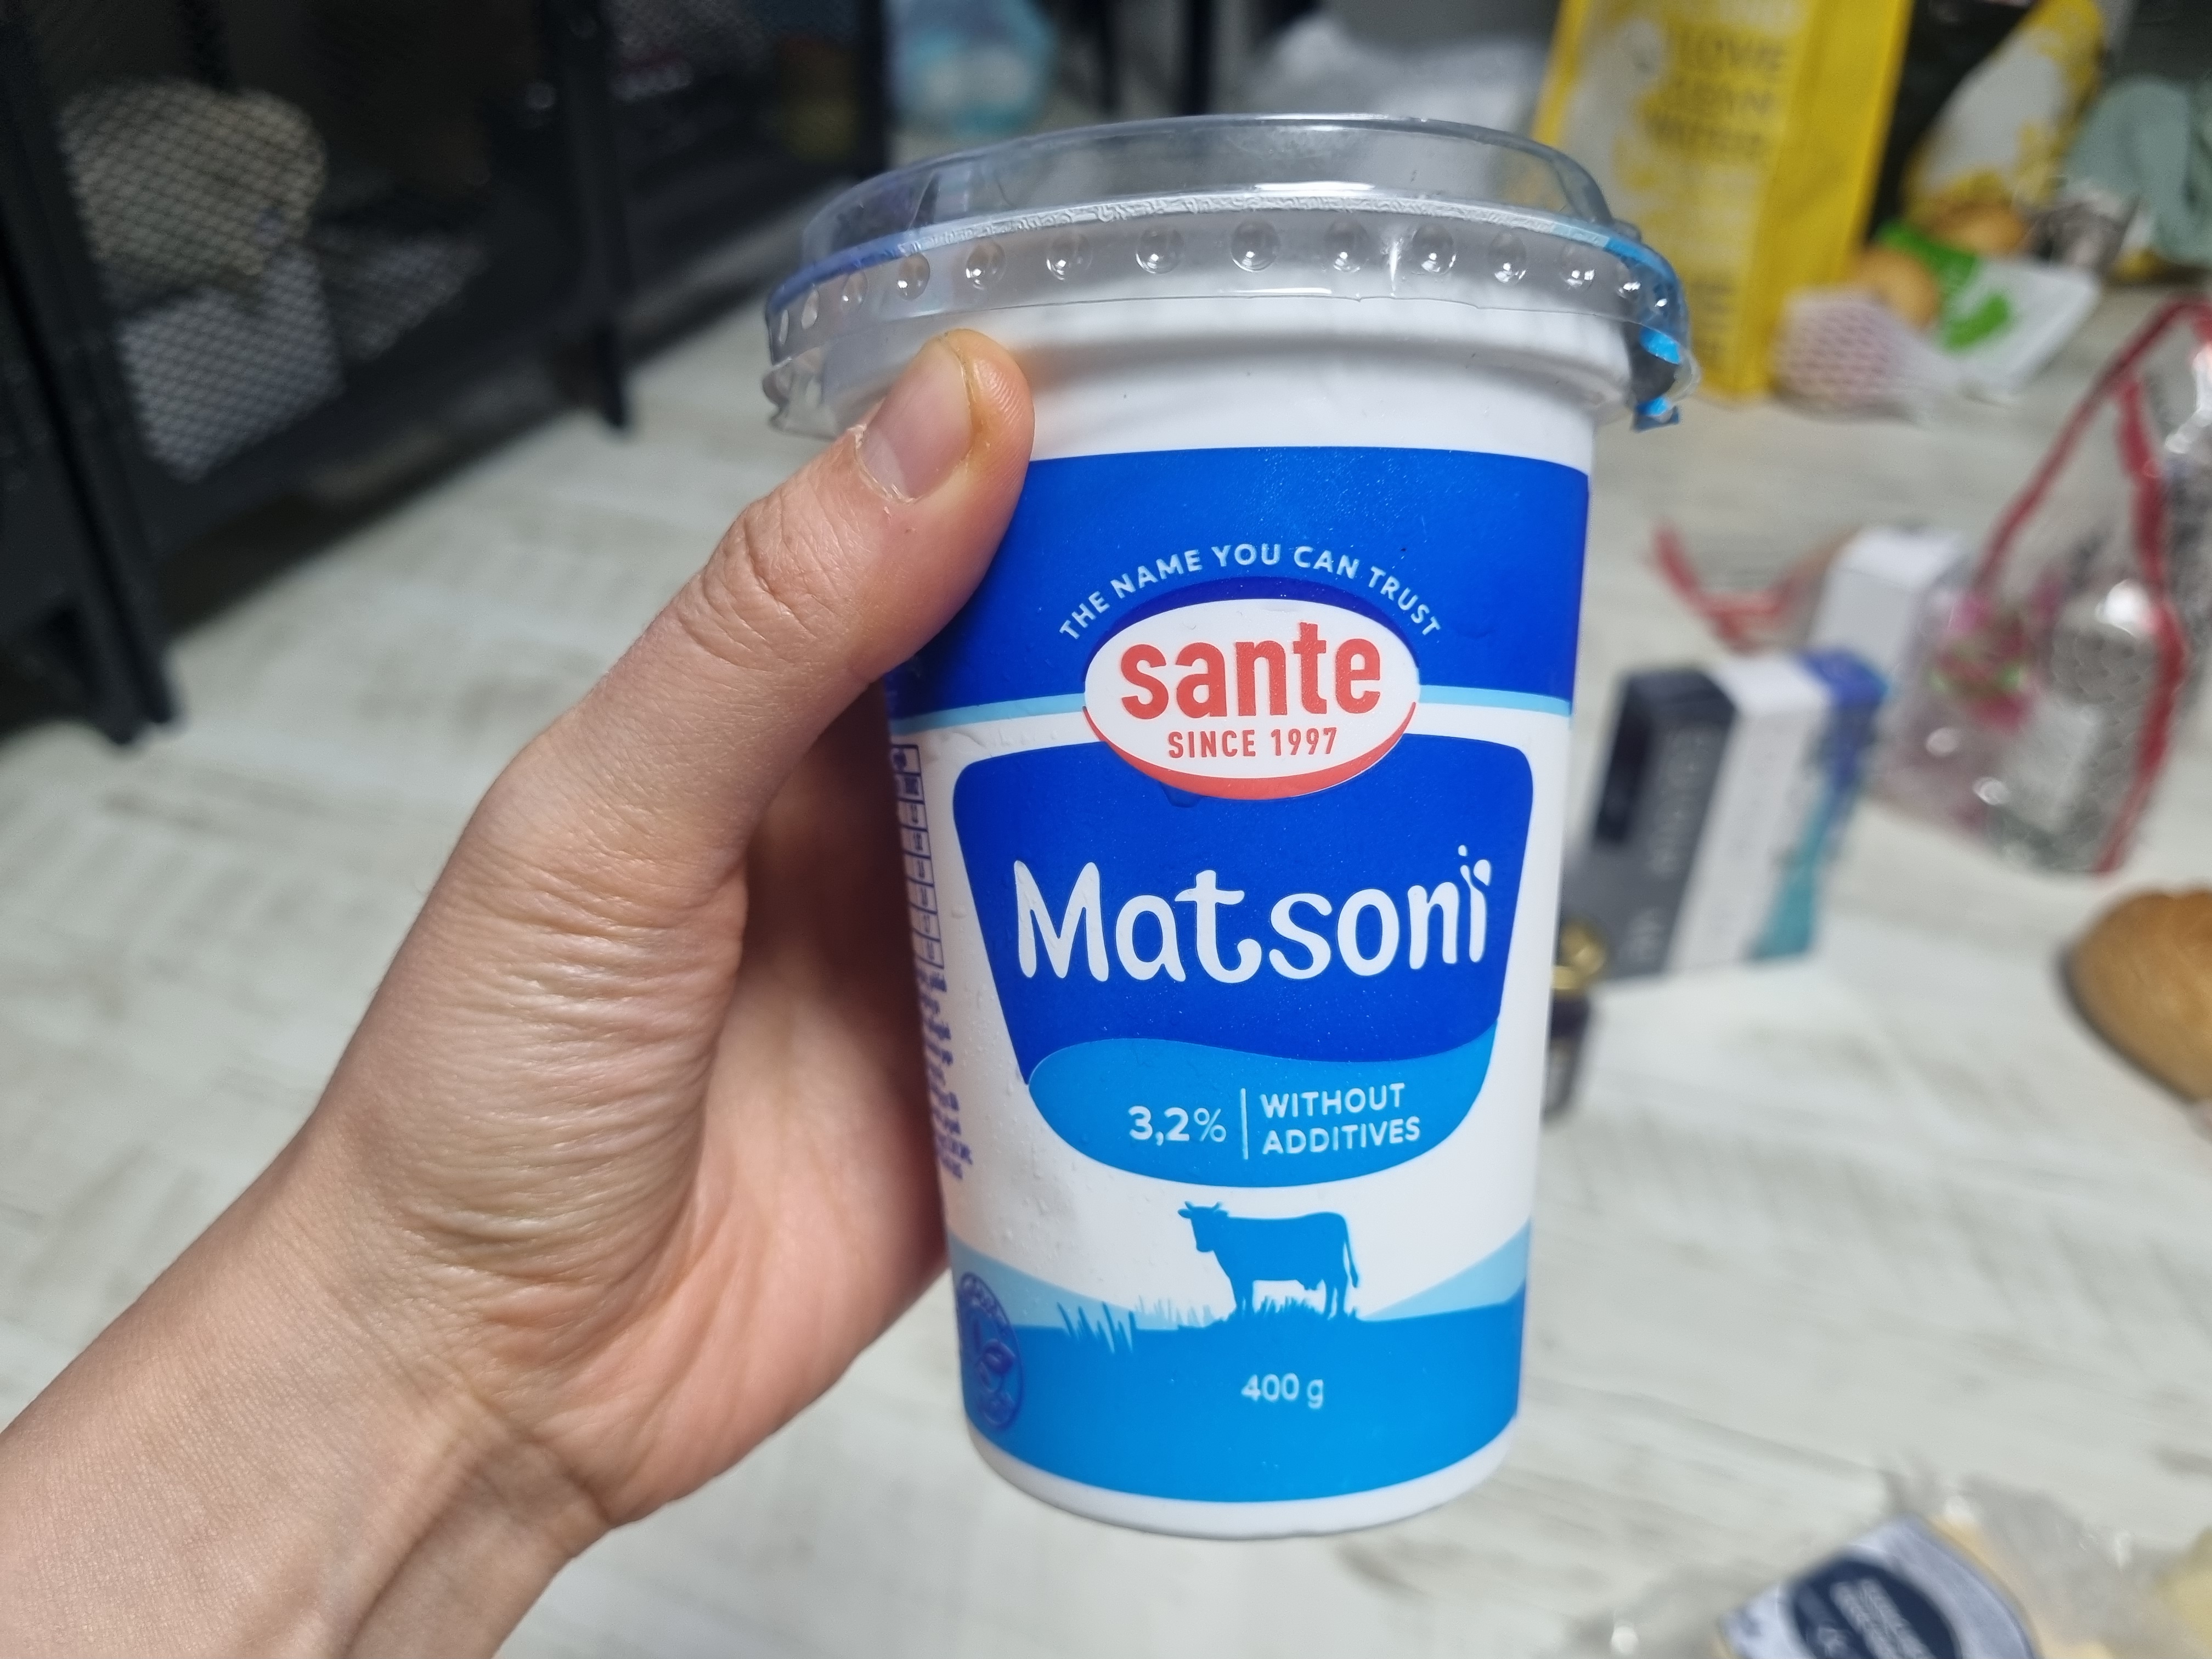 THE NAME YOU CAN TRUST
sante
SINCE 1997
Matsoni
3,2%
WITHOUT
ADDITIVES
400 g